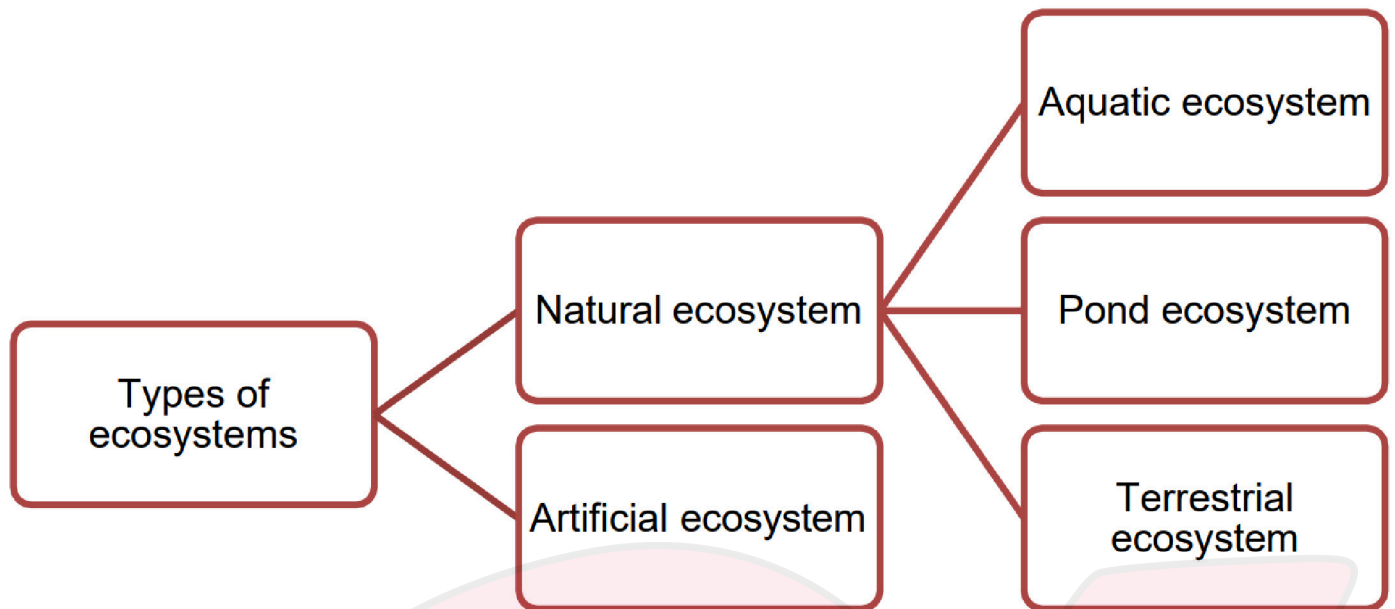 Types of
ecosystems
Natural ecosystem
Artificial ecosystem
Aquatic ecosystem
Pond ecosystem
Terrestrial
ecosystem